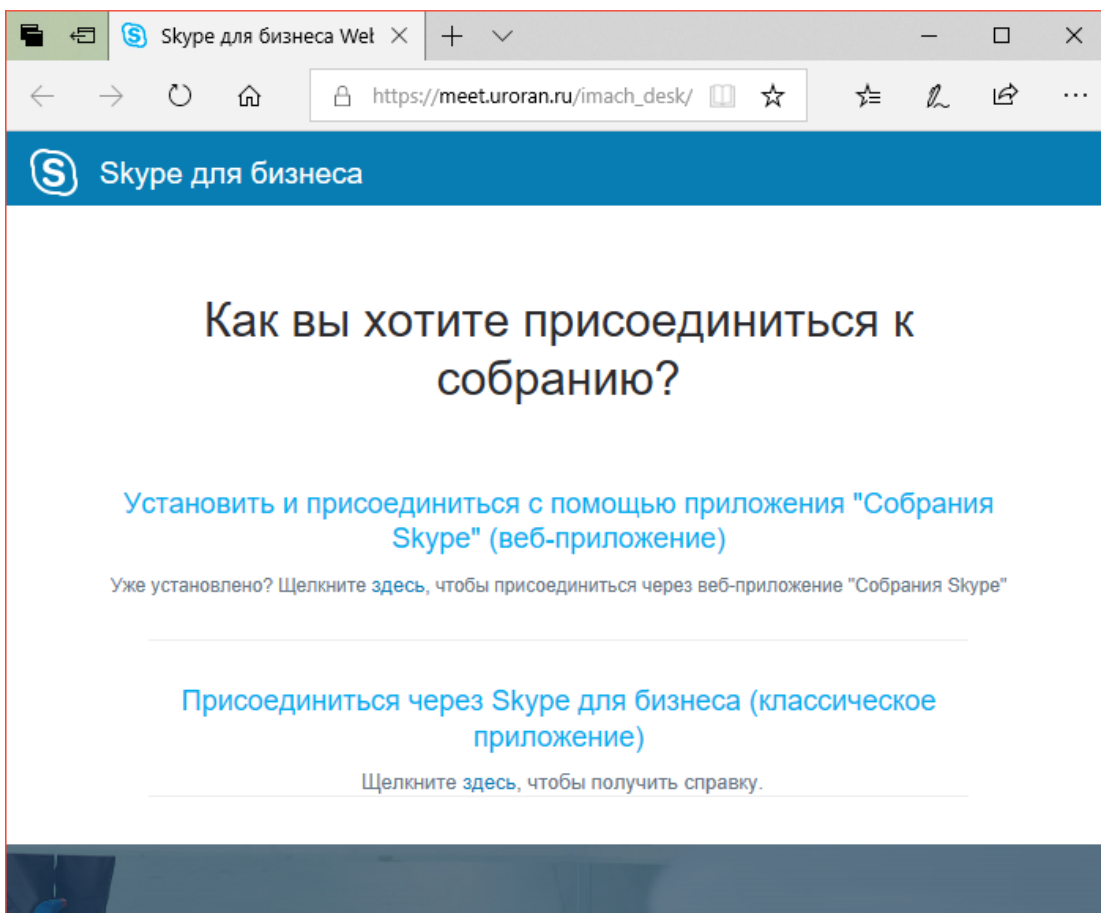 Skype для бизнеса Wel
https://meet.uroran.ru/imach_desk/
Skype для бизнеса
Как вы хотите присоединиться к
собранию?
Установить и присоединиться с помощью приложения "Собрания
Skype" (веб-приложение)
Уже установлено? Щелкните здесь, чтобы присоединиться через веб-приложение "Собрания Skype"
Присоединиться через Skype для бизнеса (классическое
приложение)
Щелкните здесь, чтобы получить справку.